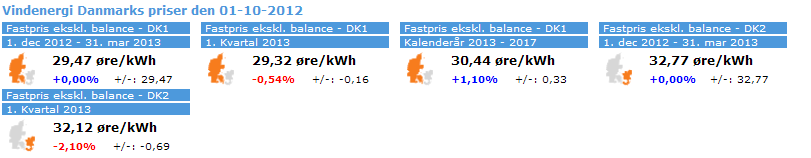 Vindenergi Danmarks priser den 01-10-2012
Fastpris ekskl. balance - DK1
1. dec 2012 - 31. mar 2013
29,47 øre/kWh
+0,00% +/-: 29,47
Fastpris ekskl. balance - DK1
1. Kvartal 2013
29,32 øre/kWh
-0,54% +/-: -0,16
Fastpris ekskl. balance - DK1
Kalenderår 2013 - 2017
30,44 øre/kWh
+1,10% +/-: 0,33
Fastpris ekskl. balance - DK2
1. dec 2012 - 31. mar 2013
32,77 øre/kWh
+0,00% +/-: 32,77
Fastpris ekskl. balance - DK2
1. Kvartal 2013
32,12 øre/kWh
-2,10% +/-: -0,69